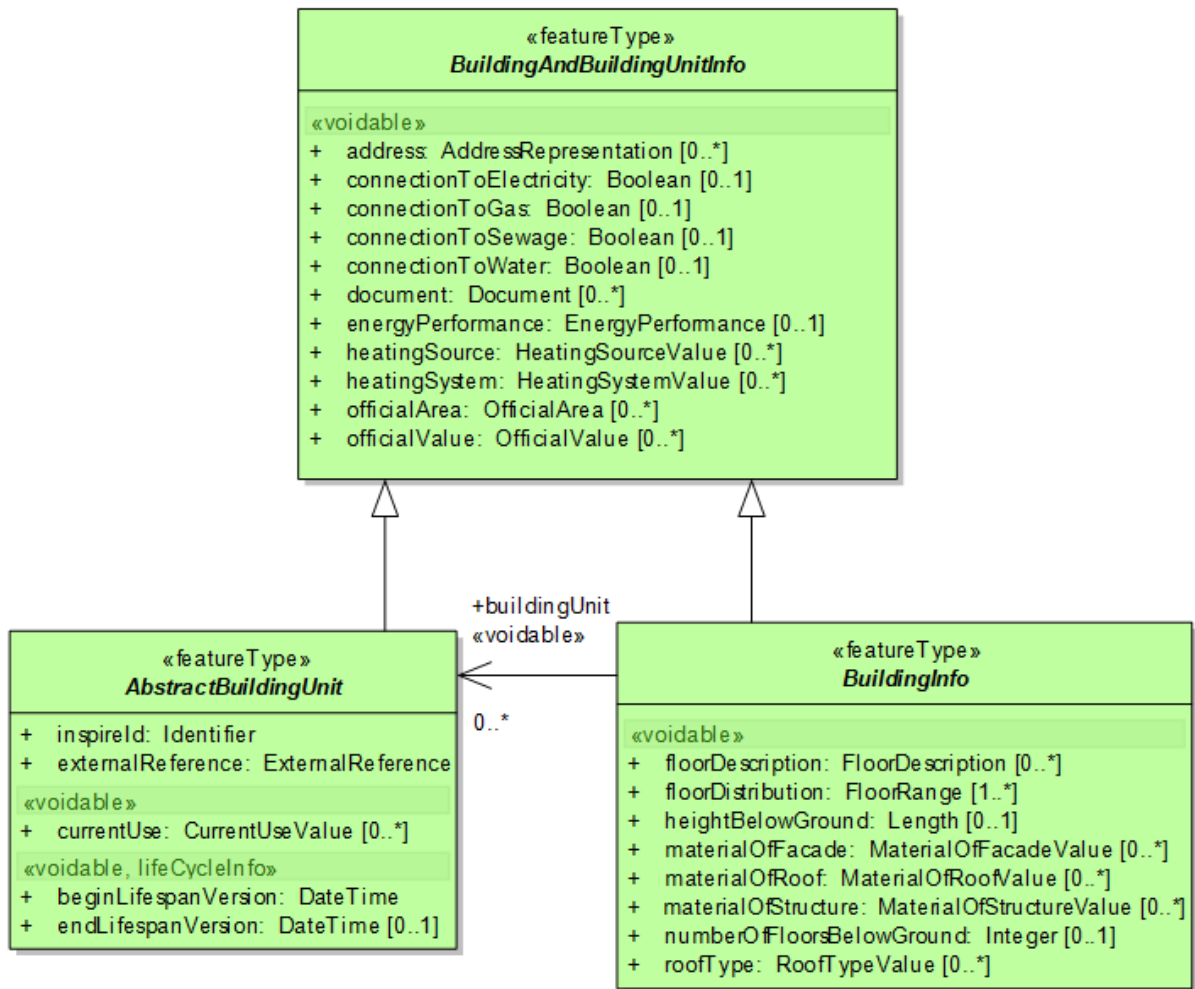 «featureType»
BuildingAndBuildingUnitInfo
«voidable»
+ address: AddressRepresentation [0..*]
+ connectionToElectricity: Boolean [0..1]
+ connectionToGas: Boolean [0..1]
+ connectionToSewage: Boolean [0..1]
+ connectionToWater: Boolean [0..1]
+ document: Document [0..*]
+ energyPerformance: EnergyPerformance [0..1]
+ heatingSource: HeatingSourceValue [0..*]
+ heatingSystem: HeatingSystemValue [0..*]
+ officialArea: OfficialArea [0..*]
+ officialValue: OfficialValue [0..*]
+buildingUnit
«voidable»
0..*
«featureType»
AbstractBuildingUnit
+ inspireId: Identifier
+ externalReference: ExternalReference
«voidable»
+ currentUse: CurrentUseValue [0..*]
«voidable, lifeCycleInfo»
+ beginLifespanVersion: DateTime
+ endLifespanVersion: DateTime [0..1]
«featureType»
BuildingInfo
«voidable»
+ floorDescription: FloorDescription [0..*]
+ floorDistribution: FloorRange [1..*]
+ heightBelowGround: Length [0..1]
+ materialOfFacade: MaterialOfFacadeValue [0..*]
+ materialOfRoof: MaterialOfRoofValue [0..*]
+ materialOfStructure: MaterialOfStructureValue [0..*]
+ numberOfFloorsBelowGround: Integer [0..1]
+ roofType: RoofTypeValue [0..*]